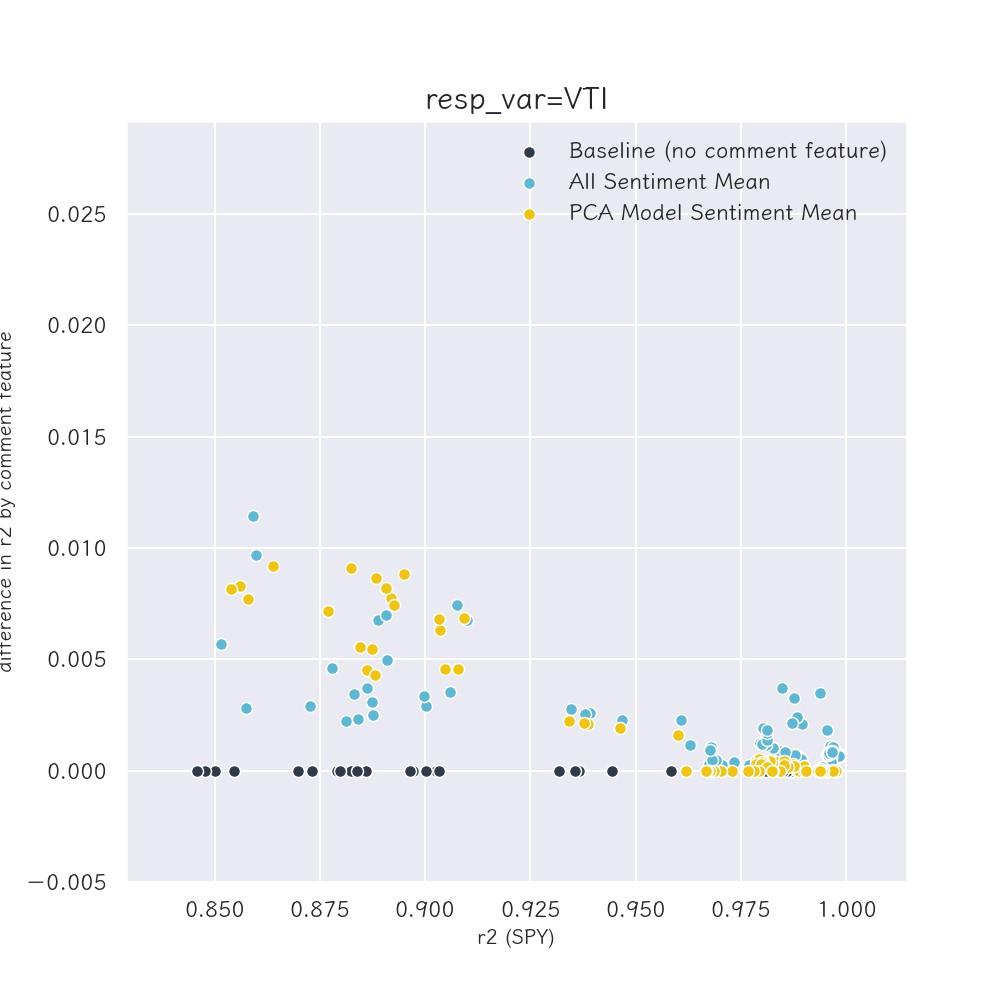 resp_var=VTI
Baseline (no comment feature)
All Sentiment Mean
PCA Model Sentiment Mean
difference in r2 by comment feature
0.025
0.020
0.015
0.010
0.005
0.000
−0.005
0.850 0.875 0.900 0.925 0.950 0.975 1.000
r2 (SPY)